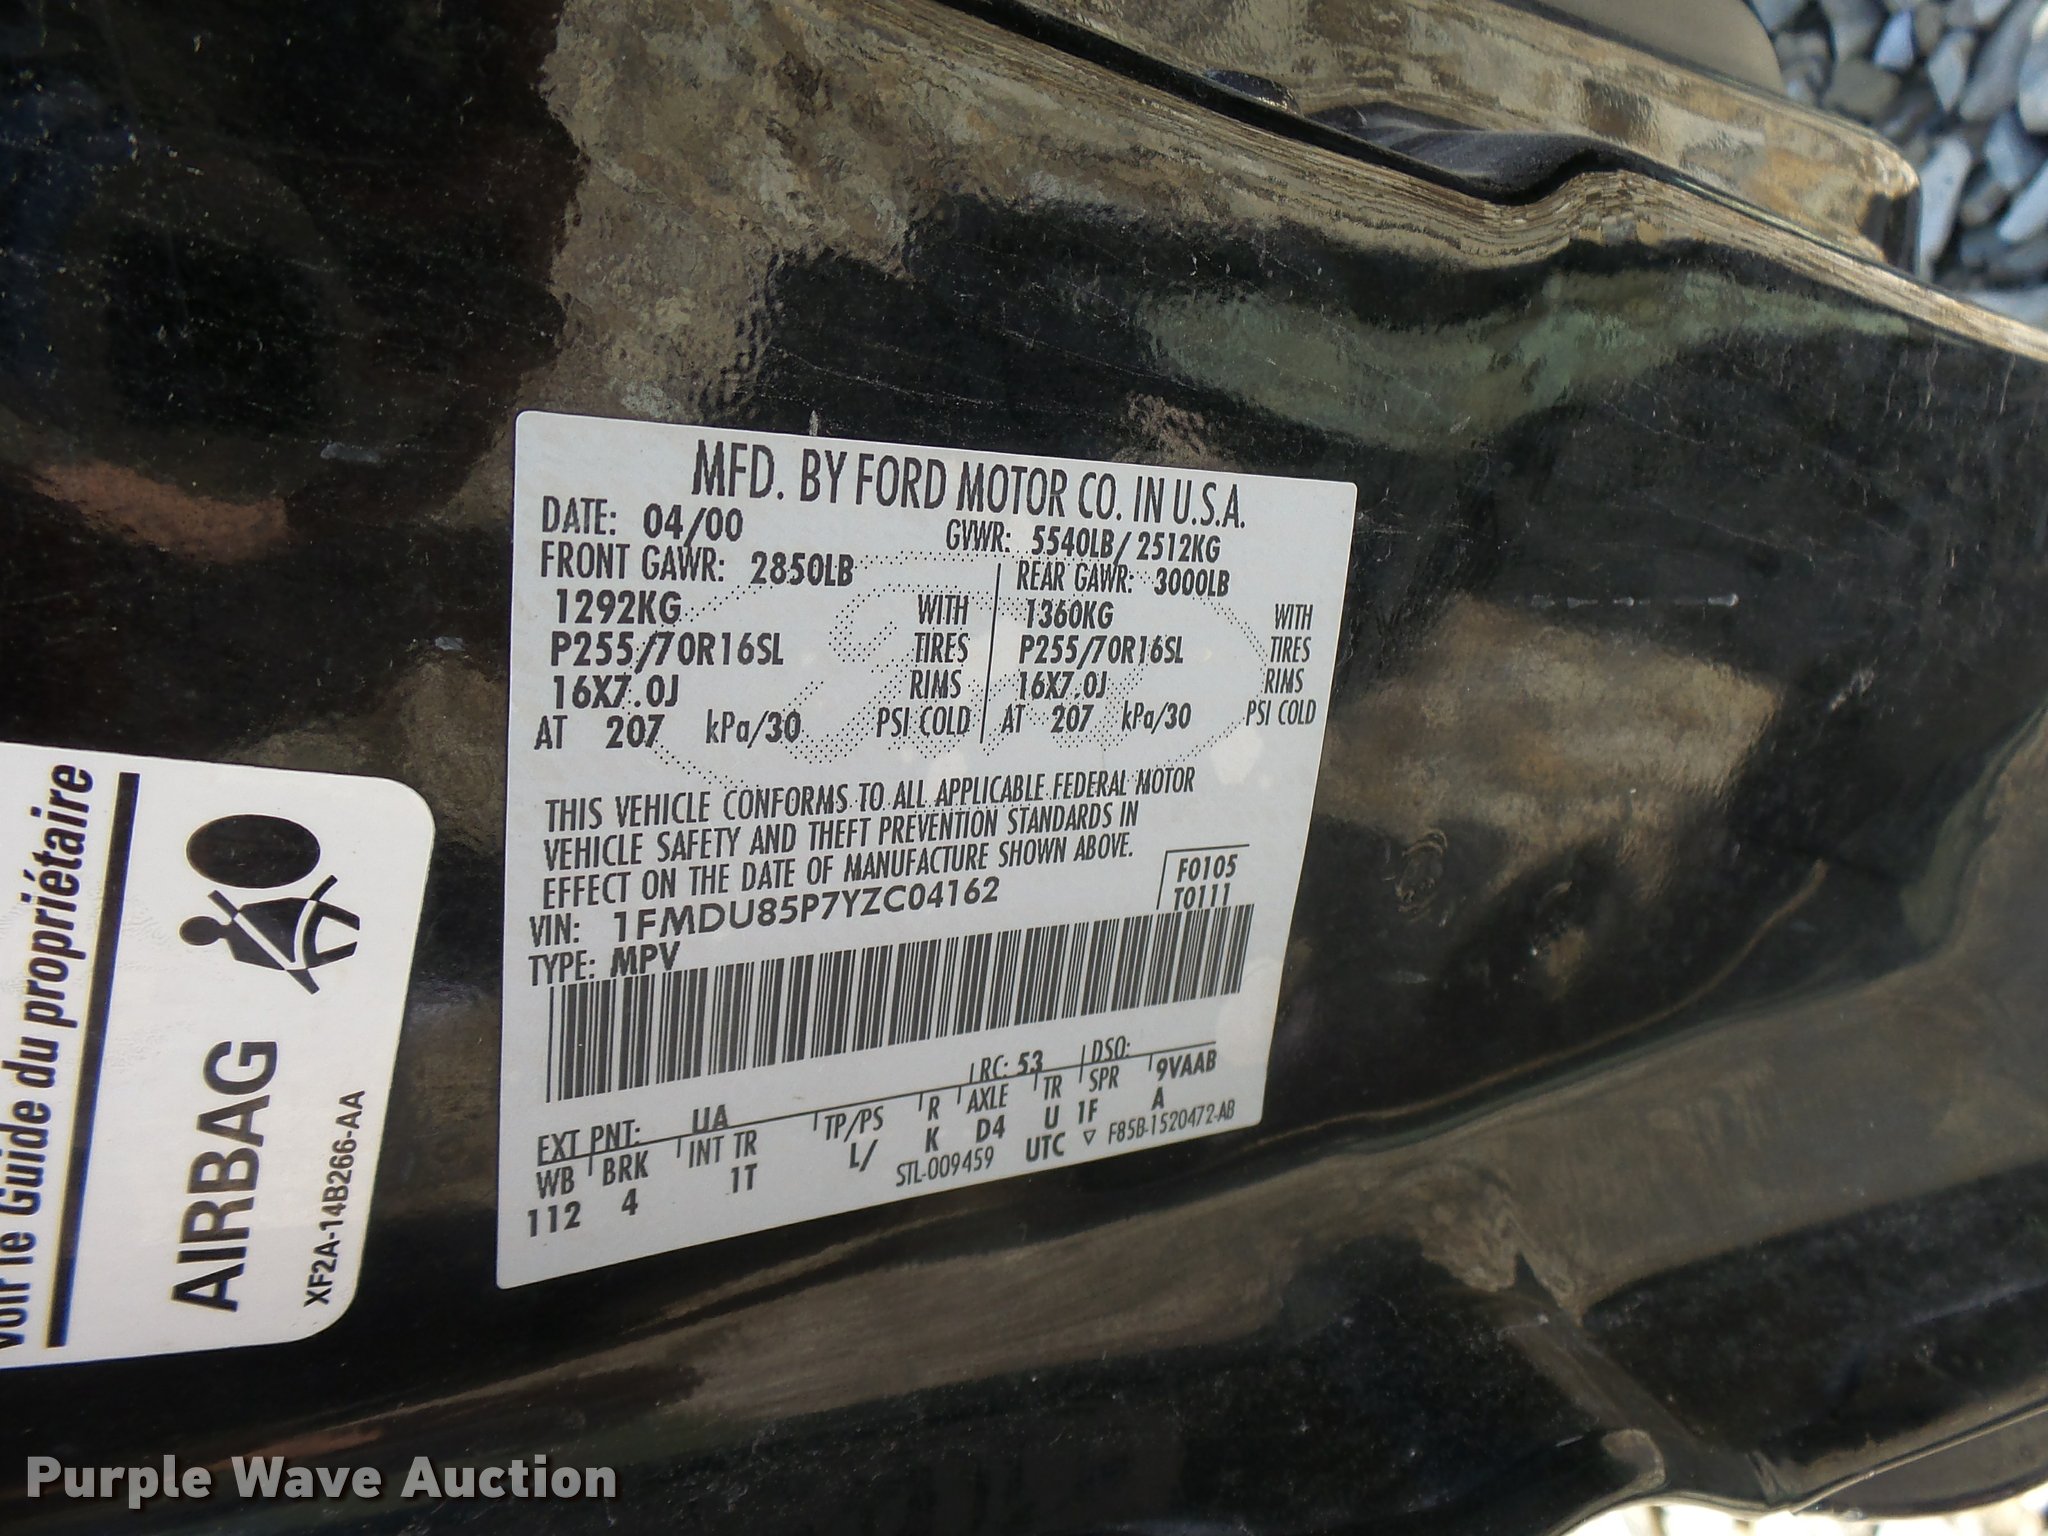 MFD. BY FORD MOTOR CO. IN U.S.A.
DATE: 04/00 GVWR: 5540LB/ 2512KG
FRONT GAWR: 2850LB REAR GAWR: 3000LB
1292KG WITH 1360KG WITH
P255/70R16SL TIRES P255/70R16SL TIRES
16X7.0J RIMS 16X7.0J RIMS
AT 207 kPa/30 PSI COLD AT 207 kPa/30 PSI COLD
THIS VEHICLE CONFORMS TO ALL APPLICABLE FEDERAL MOTOR
VEHICLE SAFETY AND THEFT PREVENTION STANDARDS IN
EFFECT ON THE DATE OF MANUFACTURE SHOWN ABOVE.
VIN: 1FMDU85P7YZC04162 F0105
TYPE: MPV T0111
EXT PNT: UA RC: 53 DSO:
WB BRK INT TR TP/PS R AXLE TR SPR 9VAAB
112 4 1T L/ K D4 U 1F A
STL-009459 UTC ▽ F85B-1520472-AB
voir le Guide du propriétaire
AIRBAG
XF2A-14B266-AA
Purple Wave Auction